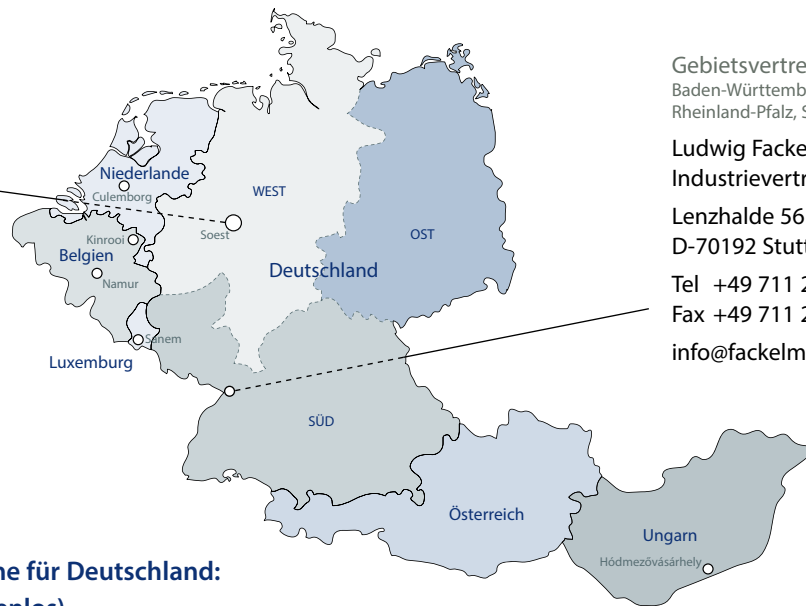 Niederlande
Culemborg
WEST
Soest
Kinrooi
Belgien
Namur
OST
Deutschland
Sanem
Luxemburg
SÜD
Österreich
Ungarn
Hódmezővásárhely
Gebietsvertre
Baden-Württemb
Rheinland-Pfalz, S
Ludwig Facke
Industrievertr
Lenzhalde 56
D-70192 Stutt
Tel +49 711 2
Fax +49 711 2
info@fackelm
ne für Deutschland: